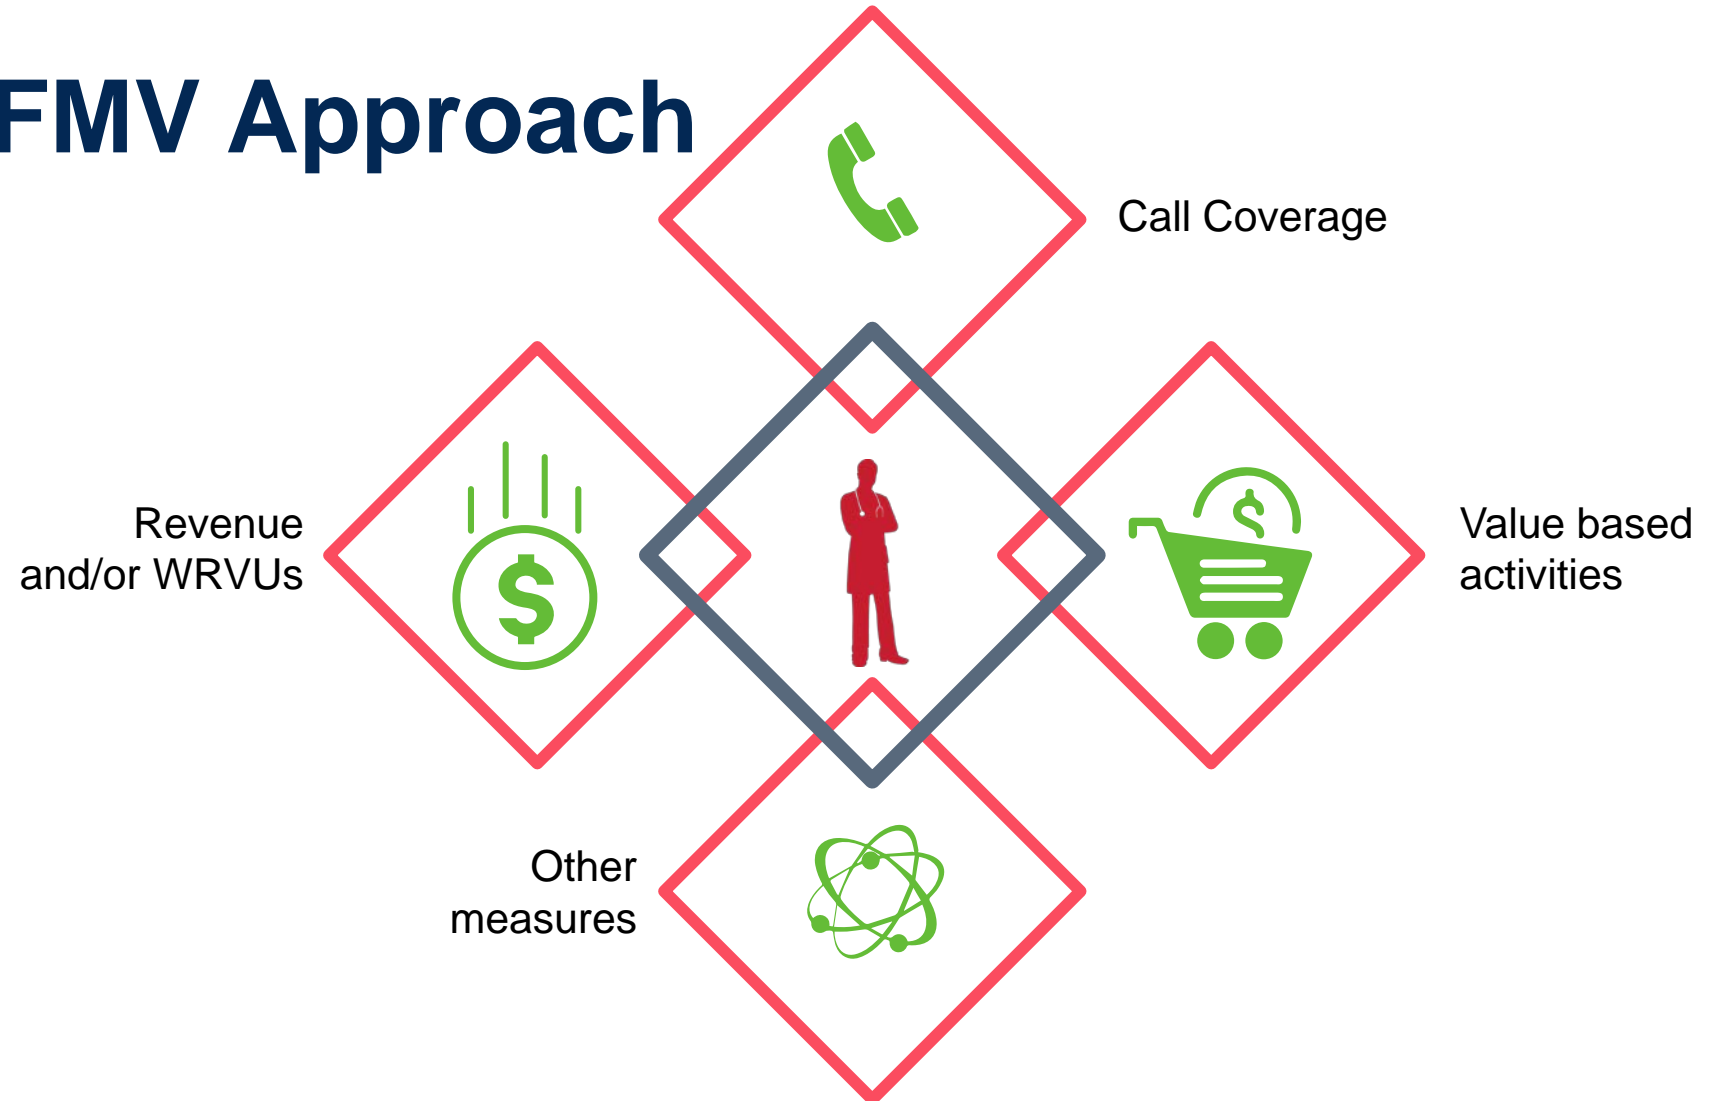 FMV Approach
Call Coverage
Revenue
and/or WRVUs
$
$
Value based
activities
Other
measures